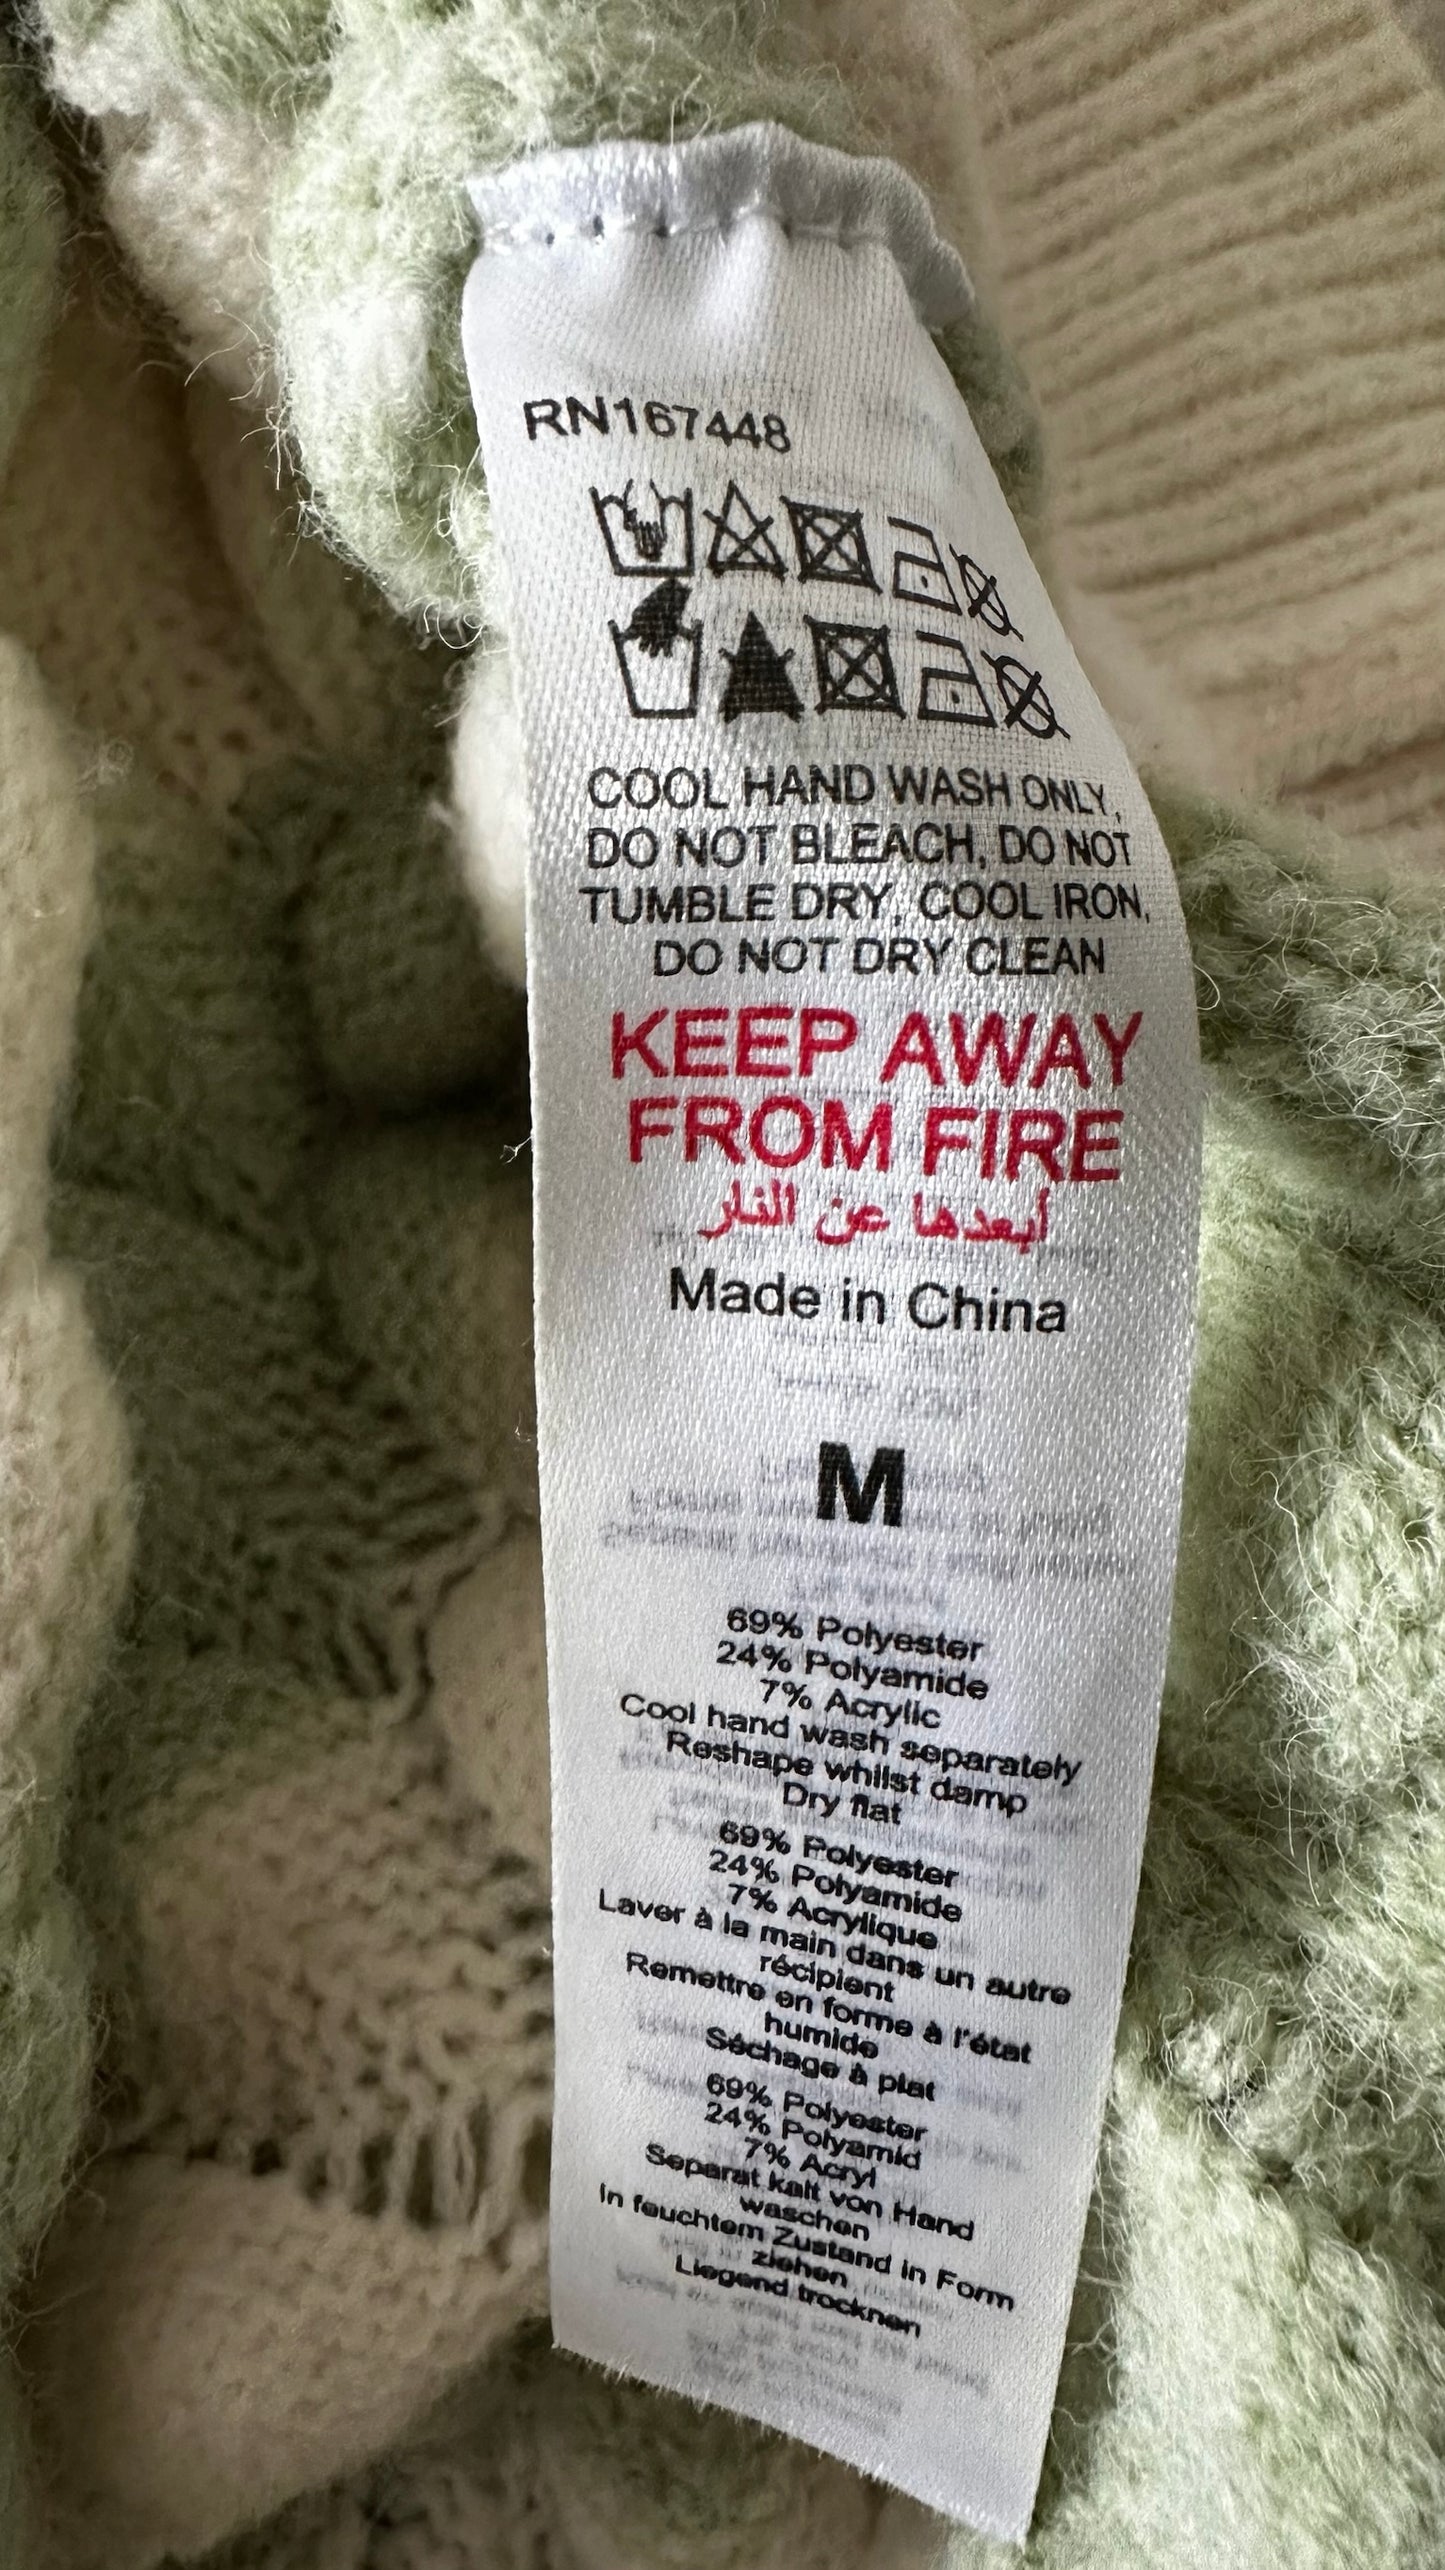 RN167448
COOL HAND WASH ONLY,
DO NOT BLEACH, DO NOT
TUMBLE DRY, COOL IRON,
DO NOT DRY CLEAN
KEEP AWAY
FROM FIRE
أبعدها عن النار
Made in China
M
69% Polyester
24% Polyamide
7% Acrylic
Cool hand wash separately
Reshape whilst damp
Dry flat
69% Polyester
24% Polyamide
7% Acrylique
Laver à la main dans un autre
récipient
Remettre en forme à l'état
humide
Séchage à plat
69% Polyester
24% Polyamid
7% Acryl
Separat kalt von Hand
waschen
In feuchtem Zustand in Form
ziehen
Liegend trocknen